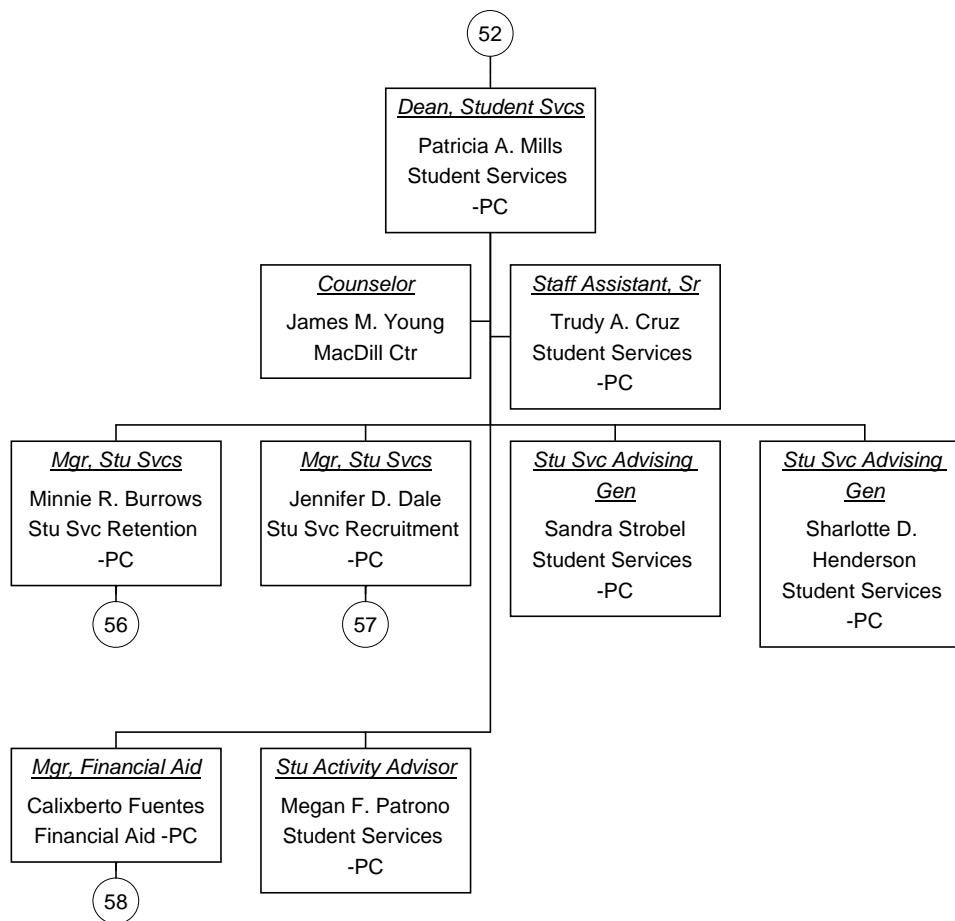 52
Dean, Student Svcs
Patricia A. Mills
Student Services
-PC
Counselor
James M. Young
MacDill Ctr
Staff Assistant, Sr
Trudy A. Cruz
Student Services
-PC
Mgr, Stu Svcs
Minnie R. Burrows
Stu Svc Retention
-PC
56
Mgr, Stu Svcs
Jennifer D. Dale
Stu Svc Recruitment
-PC
57
Stu Svc Advising
Gen
Sandra Strobel
Student Services
-PC
Stu Svc Advising
Gen
Sharlotte D.
Henderson
Student Services
-PC
Mgr, Financial Aid
Calixberto Fuentes
Financial Aid -PC
58
Stu Activity Advisor
Megan F. Patrono
Student Services
-PC